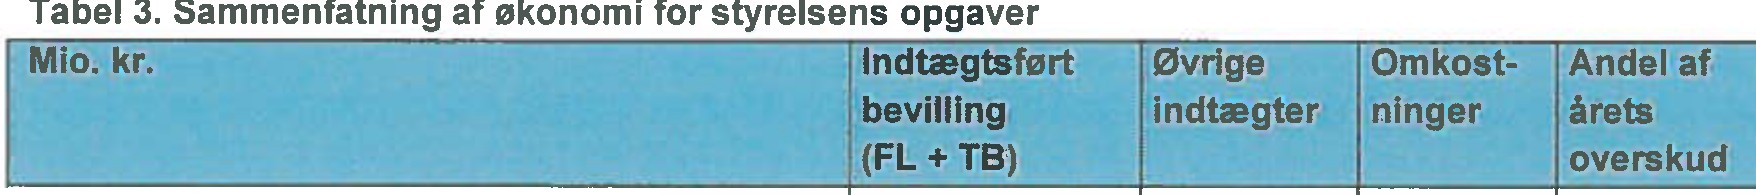 Tabel 3. Sammenfatning af økonomi for styrelsens opgaver
Mio. kr.
Indtægtsført
bevilling
(FL + TB)
Øvrige
indtægter
Omkost-
ninger
Andel af
årets
overskud